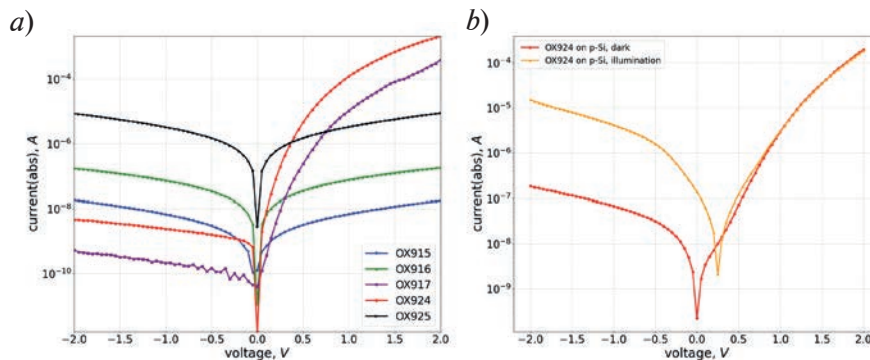 a)
10⁻⁴
10⁻⁶
10⁻⁸
10⁻¹⁰
current(abs), A
OX915
OX916
OX917
OX924
OX925
−2.0 −1.5 −1.0 −0.5 0.0 0.5 1.0 1.5 2.0
voltage, V
b)
OX924 on p-Si, dark
OX924 on p-Si, illumination
10⁻⁴
10⁻⁵
10⁻⁶
10⁻⁷
10⁻⁸
10⁻⁹
current(abs), A
−2.0 −1.5 −1.0 −0.5 0.0 0.5 1.0 1.5 2.0
voltage, V